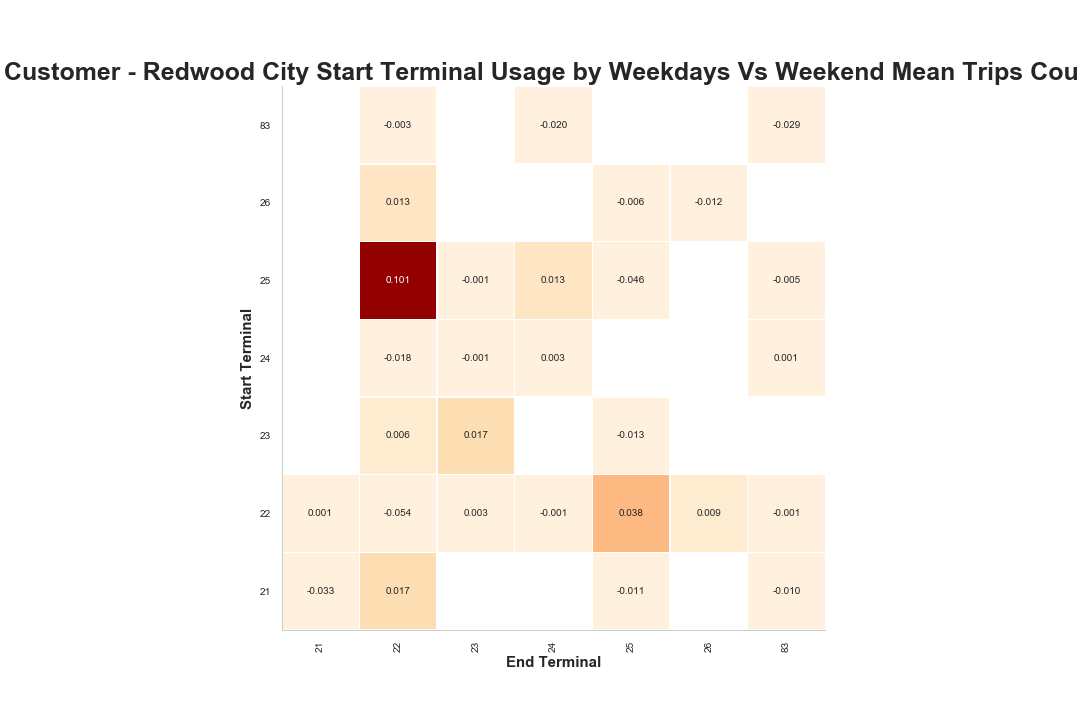 Customer - Redwood City Start Terminal Usage by Weekdays Vs Weekend Mean Trips Cou
83 -0.003 -0.020 -0.029
26 0.013 -0.006 -0.012
25 0.101 -0.001 0.013 -0.046 -0.005
24 -0.018 -0.001 0.003 0.001
23 0.006 0.017 -0.013
22 0.001 -0.054 0.003 -0.001 0.038 0.009 -0.001
21 -0.033 0.017 -0.011 -0.010
Start Terminal
21 22 23 24 25 26 83
End Terminal